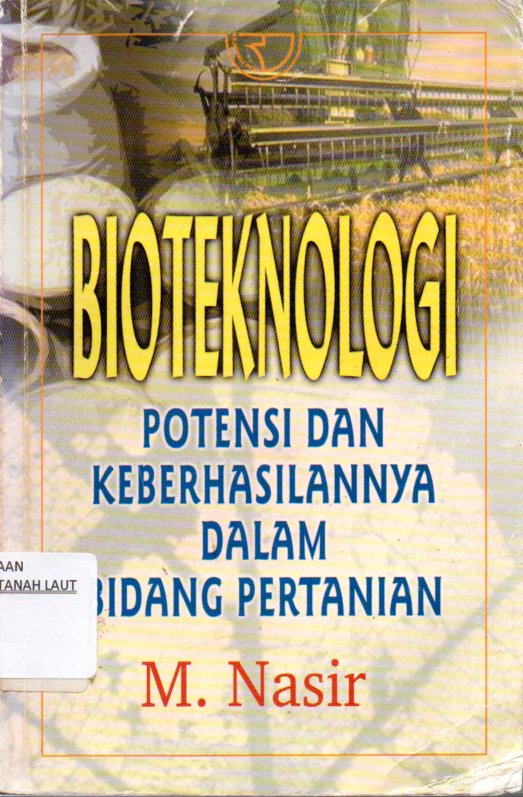 BIOTEKNOLOGI
POTENSI DAN
KEBERHASILANNYA
DALAM
BIDANG PERTANIAN
M. Nasir
AAN
TANAH LAUT